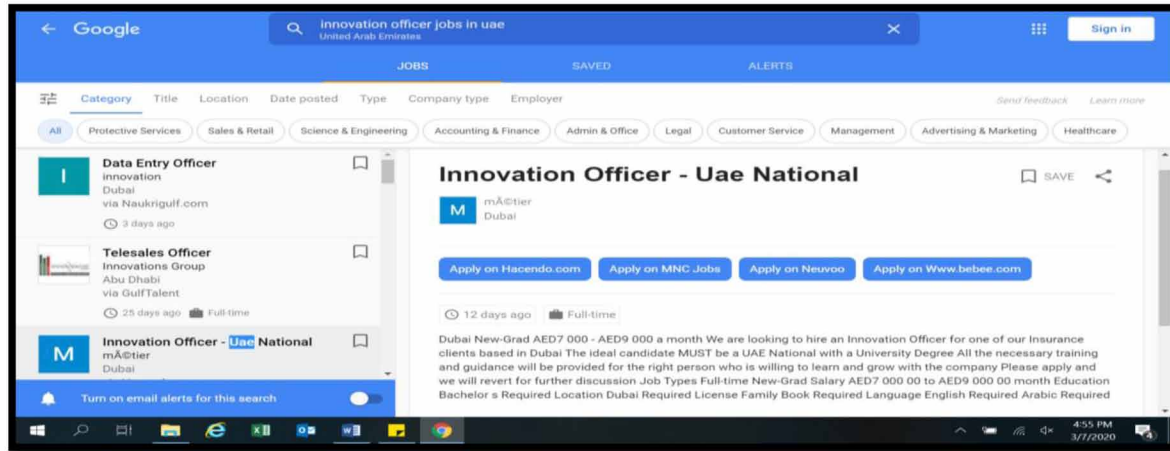 Google
innovation officer jobs in uae
United Arab Emirates
Sign in
JOBS SAVED ALERTS
Category Title Location Date posted Type Company type Employer
Send feedback Learn more
All Protective Services Sales & Retail Science & Engineering Accounting & Finance Admin & Office Legal Customer Service Management Advertising & Marketing Healthcare
I
Data Entry Officer
innovation
Dubai
via Naukrigulf.com
3 days ago
Telesales Officer
Innovations Group
Abu Dhabi
via GulfTalent
25 days ago Full-time
M
Innovation Officer - Uae National
mÃ©tier
Dubai
Turn on email alerts for this search
Innovation Officer - Uae National
SAVE
M
mÃ©tier
Dubai
Apply on Hacendo.com Apply on MNC Jobs Apply on Neuvoo Apply on Www.bebee.com
12 days ago Full-time
Dubai New-Grad AED7 000 - AED9 000 a month We are looking to hire an Innovation Officer for one of our Insurance
clients based in Dubai The ideal candidate MUST be a UAE National with a University Degree All the necessary training
and guidance will be provided for the right person who is willing to learn and grow with the company Please apply and
we will revert for further discussion Job Types Full-time New-Grad Salary AED7 000 00 to AED9 000 00 month Education
Bachelor s Required Location Dubai Required License Family Book Required Language English Required Arabic Required
4:55 PM
3/7/2020
4